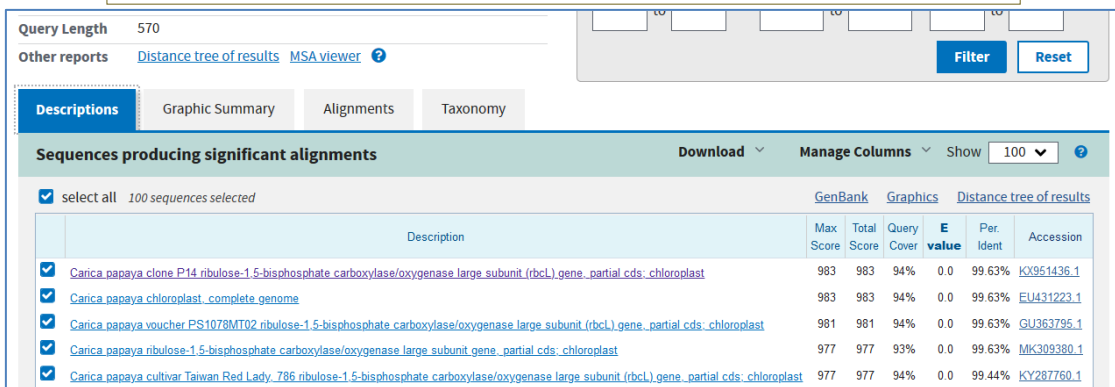 to to to
Query Length 570
Other reports Distance tree of results MSA viewer ?
Filter Reset
Descriptions Graphic Summary Alignments Taxonomy
Sequences producing significant alignments Download Manage Columns Show 100 ?
select all 100 sequences selected GenBank Graphics Distance tree of results
Description Max Score Total Score Query Cover E value Per. Ident Accession
Carica papaya clone P14 ribulose-1,5-bisphosphate carboxylase/oxygenase large subunit (rbcL) gene, partial cds; chloroplast 983 983 94% 0.0 99.63% KX951436.1
Carica papaya chloroplast, complete genome 983 983 94% 0.0 99.63% EU431223.1
Carica papaya voucher PS1078MT02 ribulose-1,5-bisphosphate carboxylase/oxygenase large subunit (rbcL) gene, partial cds; chloroplast 981 981 94% 0.0 99.63% GU363795.1
Carica papaya ribulose-1,5-bisphosphate carboxylase/oxygenase large subunit gene, partial cds; chloroplast 977 977 93% 0.0 99.63% MK309380.1
Carica papaya cultivar Taiwan Red Lady, 786 ribulose-1,5-bisphosphate carboxylase/oxygenase large subunit (rbcL) gene, partial cds; chloroplast 977 977 94% 0.0 99.44% KY287760.1